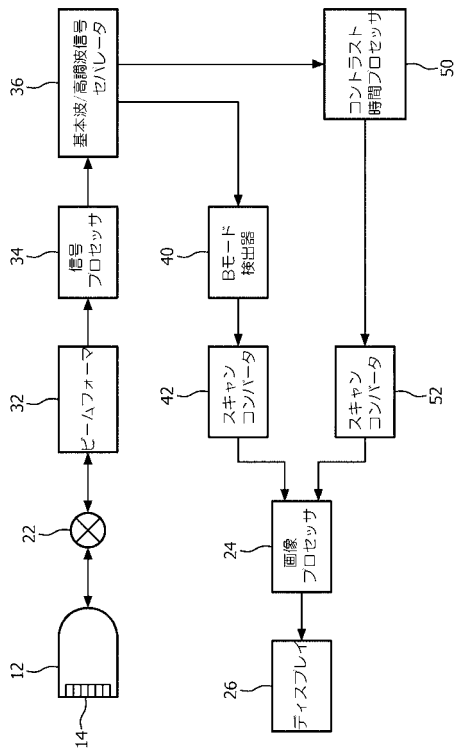 12
14
22
32
ビームフォーマ
34
信号
プロセッサ
36
基本波/高調波信号
セパレータ
40
Bモード
検出器
42
スキャン
コンバータ
50
コントラスト
時間プロセッサ
52
スキャン
コンバータ
24
画像
プロセッサ
26
ディスプレイ